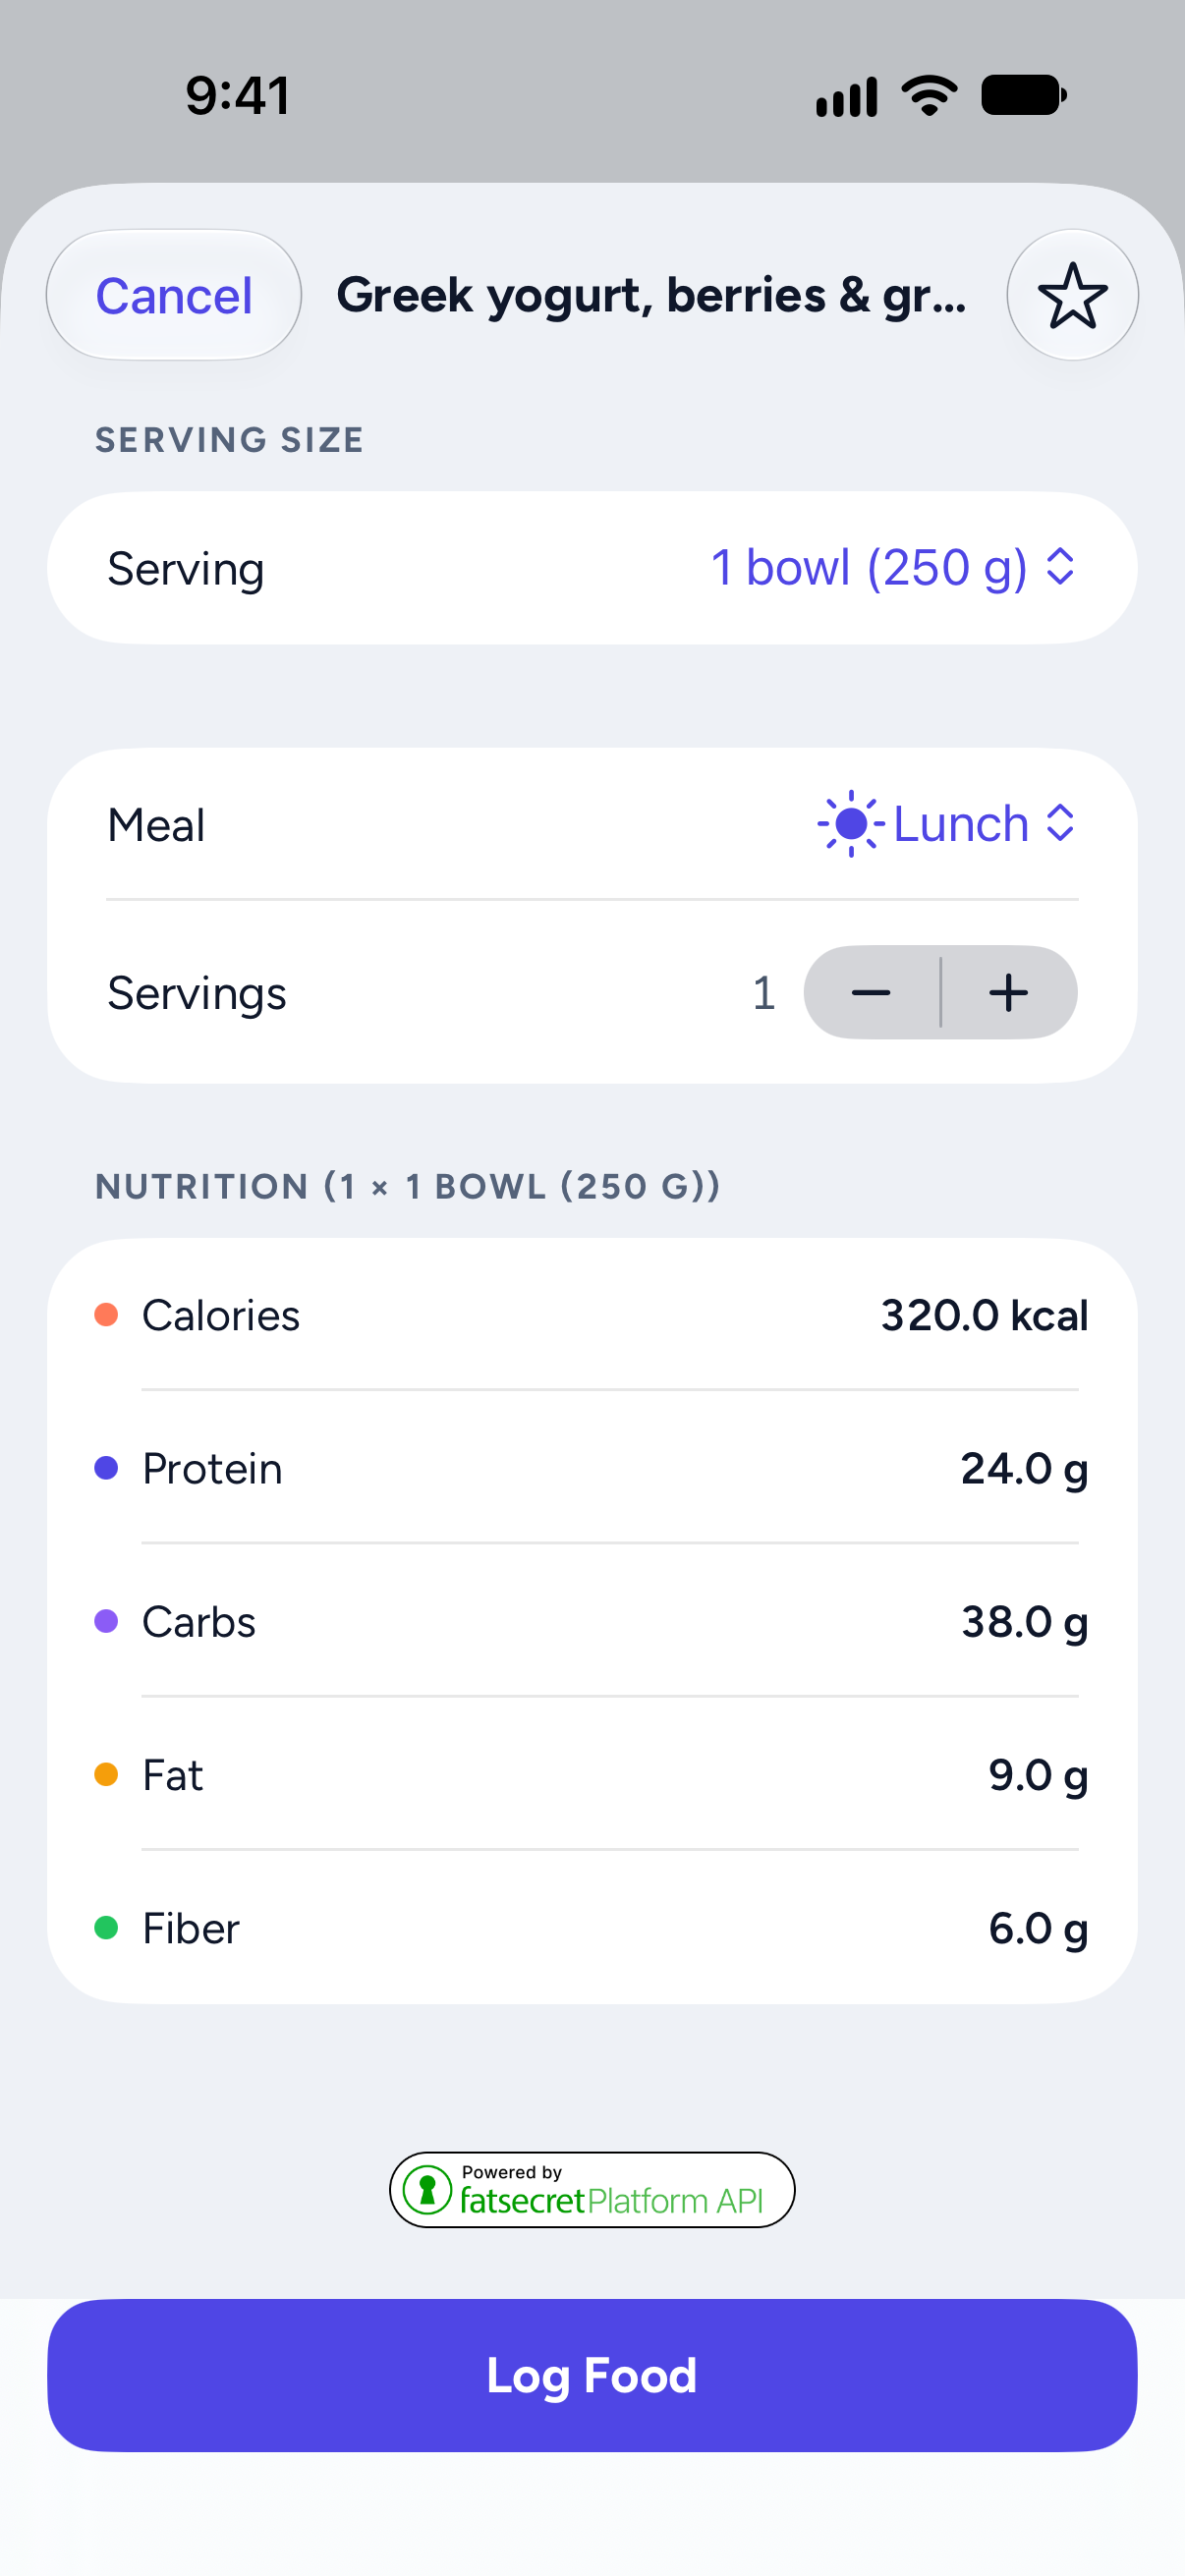 9:41
Cancel
Greek yogurt, berries & gr...
SERVING SIZE
Serving
1 bowl (250 g)
Meal
Lunch
Servings
1
NUTRITION (1 × 1 BOWL (250 G))
Calories
320.0 kcal
Protein
24.0 g
Carbs
38.0 g
Fat
9.0 g
Fiber
6.0 g
Powered by
fatsecret Platform API
Log Food